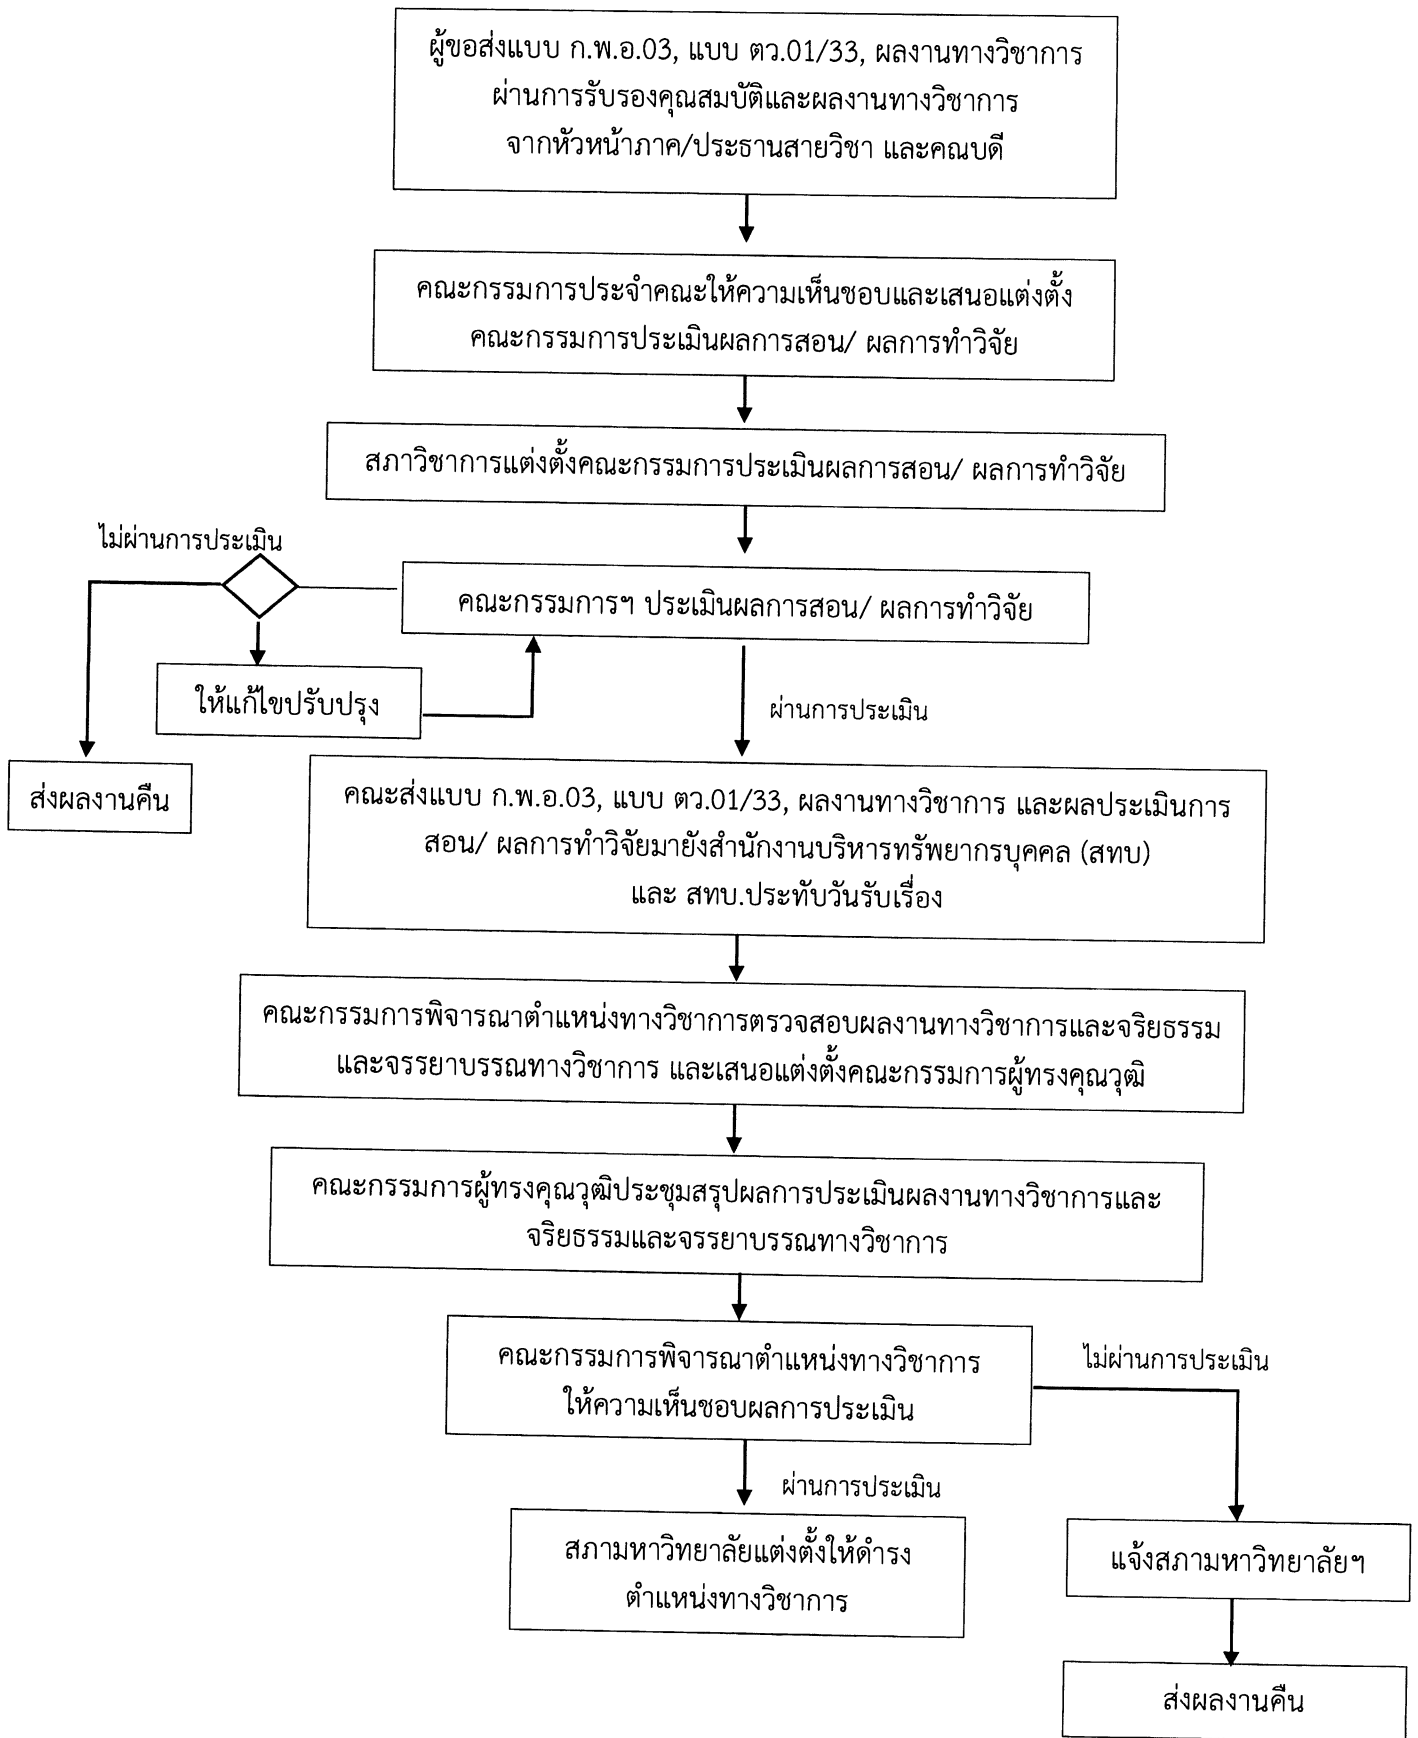 ผู้ขอส่งแบบ ก.พ.อ.03, แบบ ตว.01/33, ผลงานทางวิชาการ
ผ่านการรับรองคุณสมบัติและผลงานทางวิชาการ
จากหัวหน้าภาค/ประธานสายวิชา และคณบดี
คณะกรรมการประจำคณะให้ความเห็นชอบและเสนอแต่งตั้ง
คณะกรรมการประเมินผลการสอน/ ผลการทำวิจัย
สภาวิชาการแต่งตั้งคณะกรรมการประเมินผลการสอน/ ผลการทำวิจัย
ไม่ผ่านการประเมิน
คณะกรรมการฯ ประเมินผลการสอน/ ผลการทำวิจัย
ให้แก้ไขปรับปรุง
ผ่านการประเมิน
ส่งผลงานคืน
คณะส่งแบบ ก.พ.อ.03, แบบ ตว.01/33, ผลงานทางวิชาการ และผลประเมินการ
สอน/ ผลการทำวิจัยมายังสำนักงานบริหารทรัพยากรบุคคล (สทบ)
และ สทบ.ประทับวันรับเรื่อง
คณะกรรมการพิจารณาตำแหน่งทางวิชาการตรวจสอบผลงานทางวิชาการและจริยธรรม
และจรรยาบรรณทางวิชาการ และเสนอแต่งตั้งคณะกรรมการผู้ทรงคุณวุฒิ
คณะกรรมการผู้ทรงคุณวุฒิประชุมสรุปผลการประเมินผลงานทางวิชาการและ
จริยธรรมและจรรยาบรรณทางวิชาการ
คณะกรรมการพิจารณาตำแหน่งทางวิชาการ
ให้ความเห็นชอบผลการประเมิน
ไม่ผ่านการประเมิน
ผ่านการประเมิน
สภามหาวิทยาลัยแต่งตั้งให้ดำรง
ตำแหน่งทางวิชาการ
แจ้งสภามหาวิทยาลัยฯ
ส่งผลงานคืน